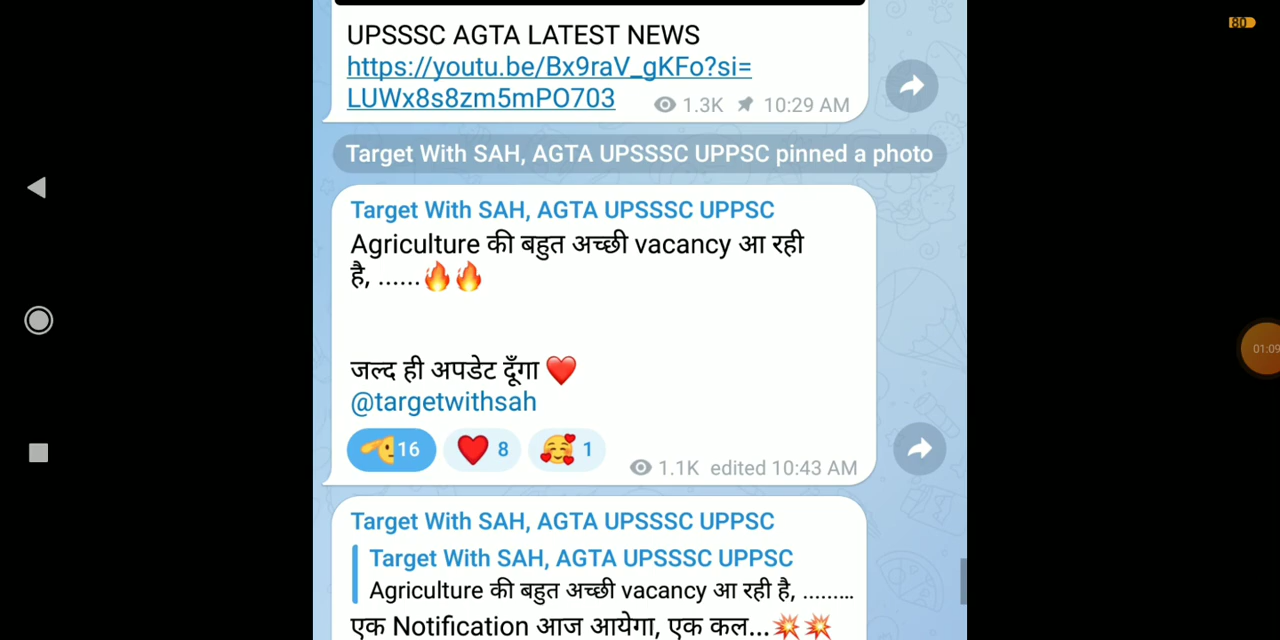 80
UPSSSC AGTA LATEST NEWS
https://youtu.be/Bx9raV_gKFo?si=
LUWx8s8zm5mPO703
1.3K 10:29 AM
Target With SAH, AGTA UPSSSC UPPSC pinned a photo
Target With SAH, AGTA UPSSSC UPPSC
Agriculture की बहुत अच्छी vacancy आ रही
है, ......🔥🔥
जल्द ही अपडेट दूँगा ❤️
@targetwithsah
16 8 1
1.1K edited 10:43 AM
01:09
Target With SAH, AGTA UPSSSC UPPSC
Target With SAH, AGTA UPSSSC UPPSC
Agriculture की बहुत अच्छी vacancy आ रही है, .........
एक Notification आज आयेगा, एक कल...💥💥